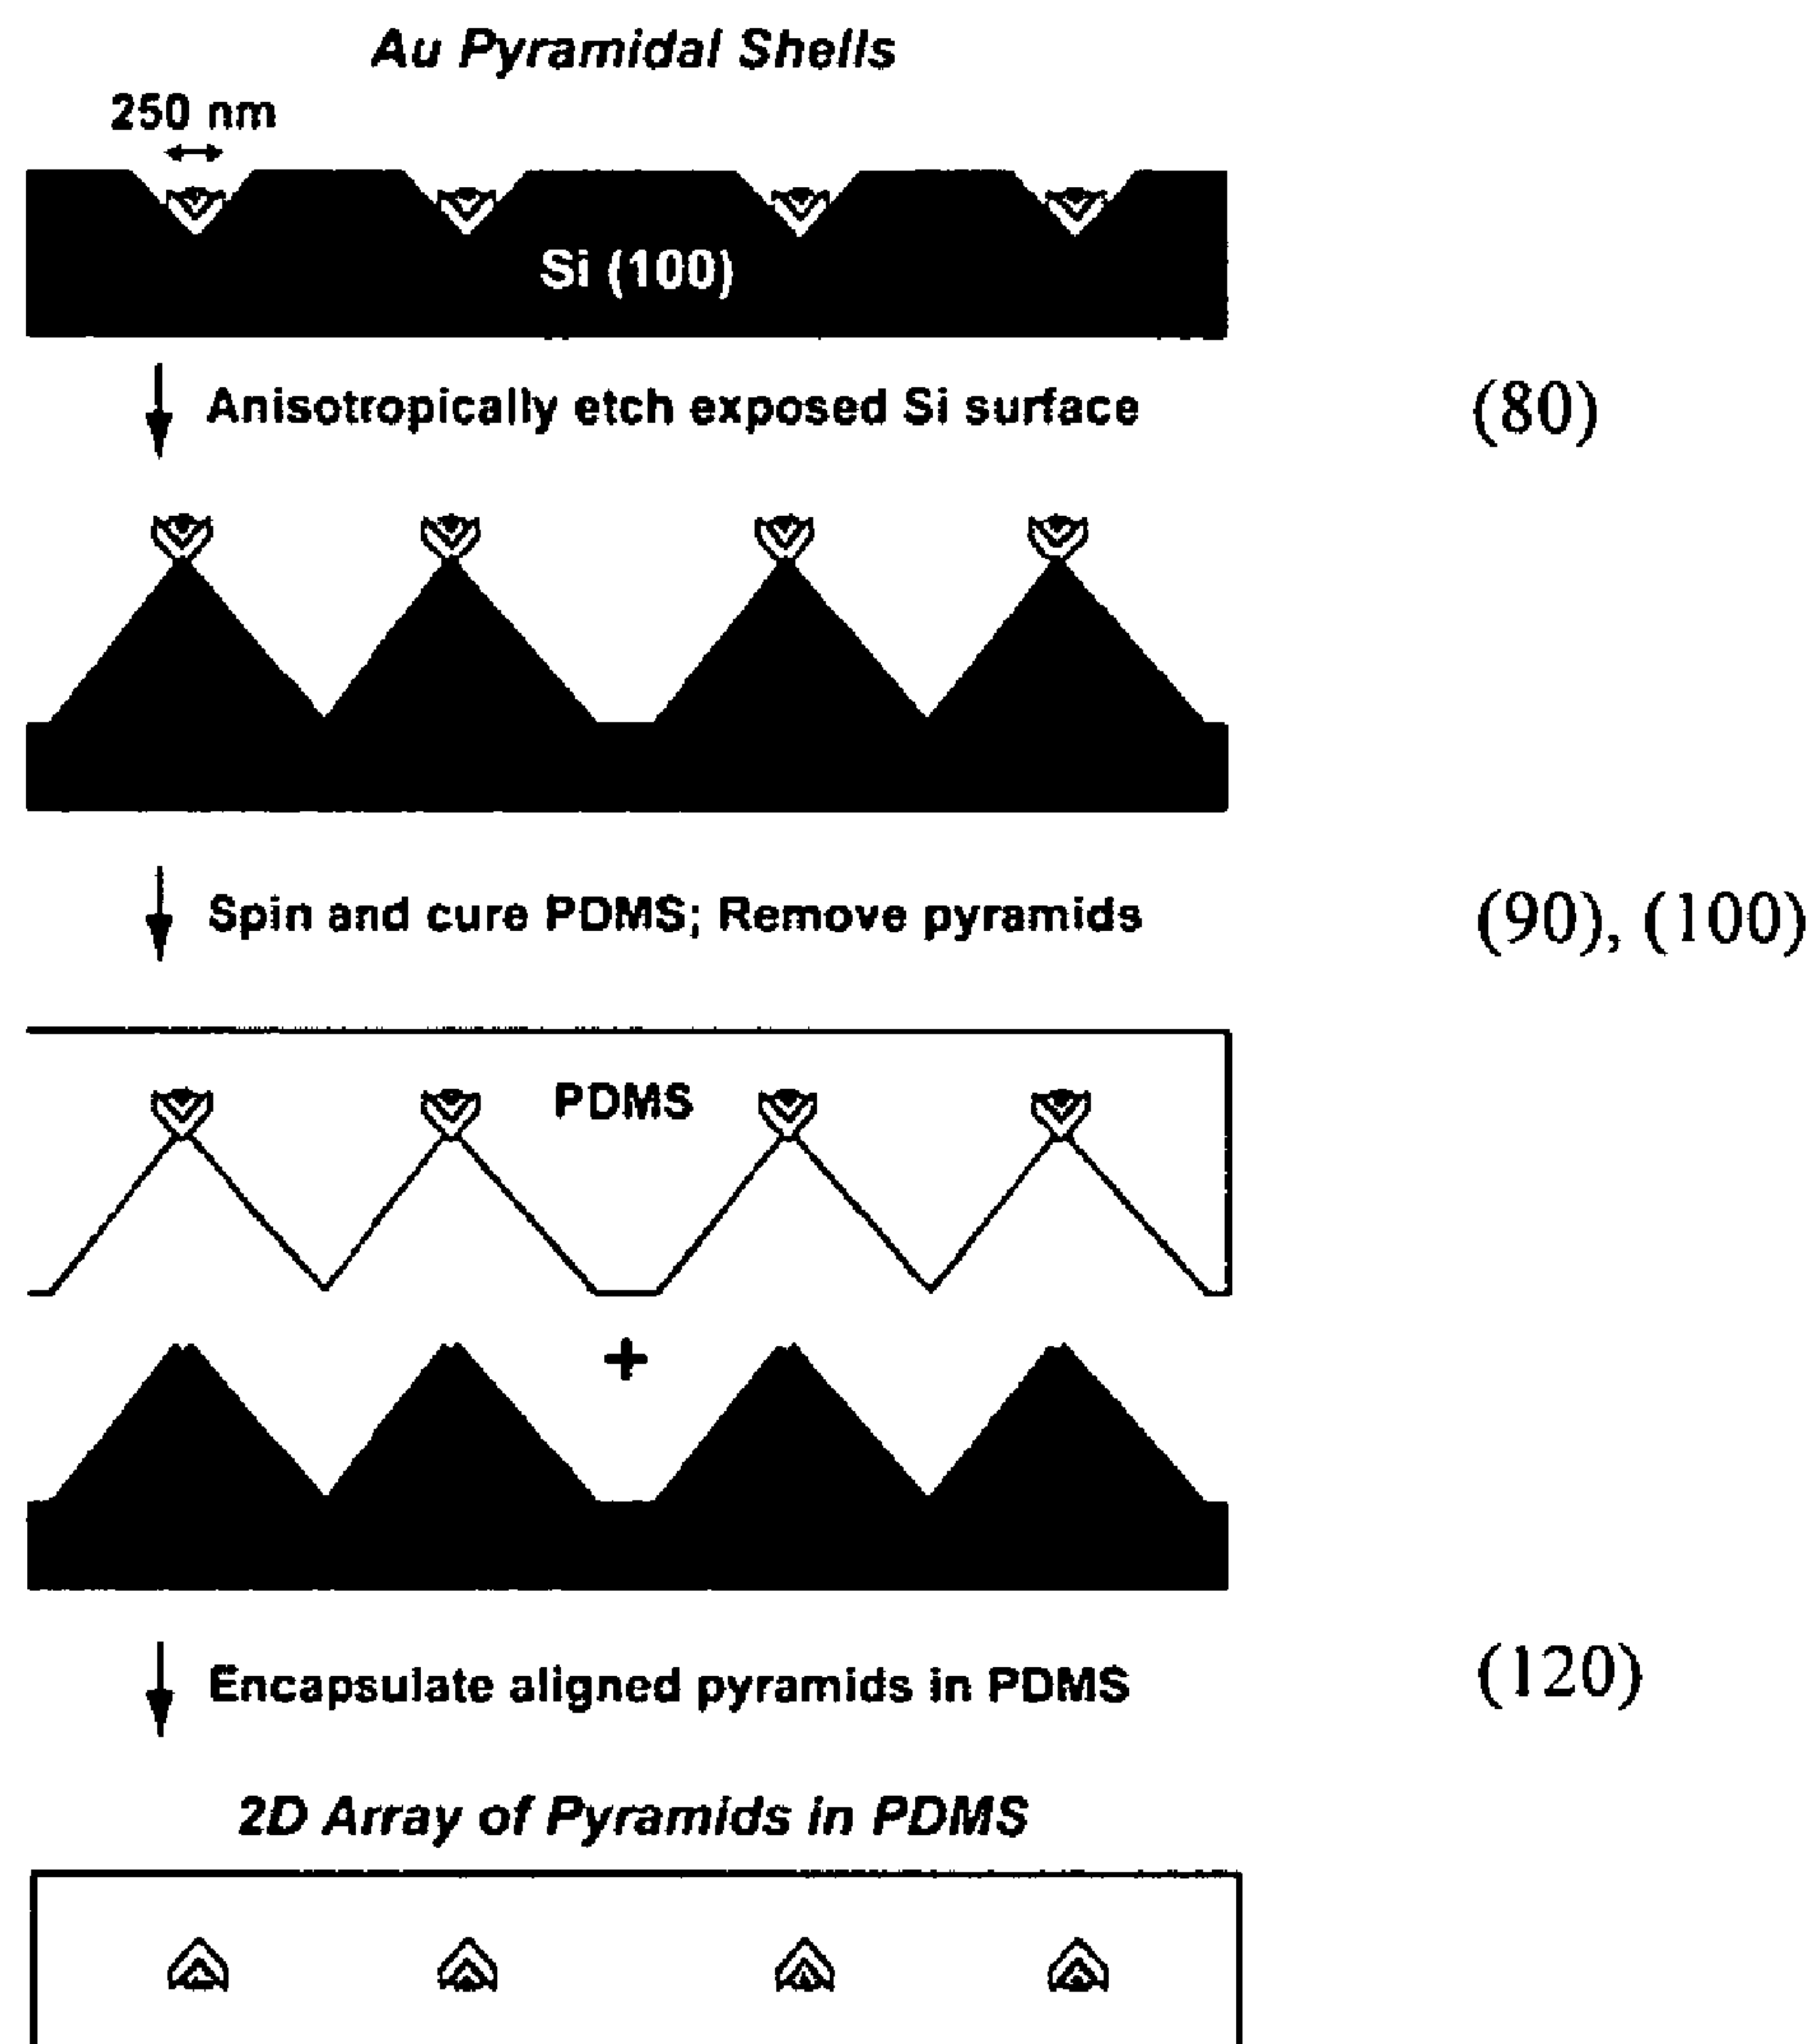 Au Pyramidal Shells
250 nm
Si (100)
Anisotropically etch exposed Si surface (80)
Spin and cure PDMS; Remove pyramids (90), (100)
PDMS
+
Encapsulate aligned pyramids in PDMS (120)
2D Array of Pyramids in PDMS